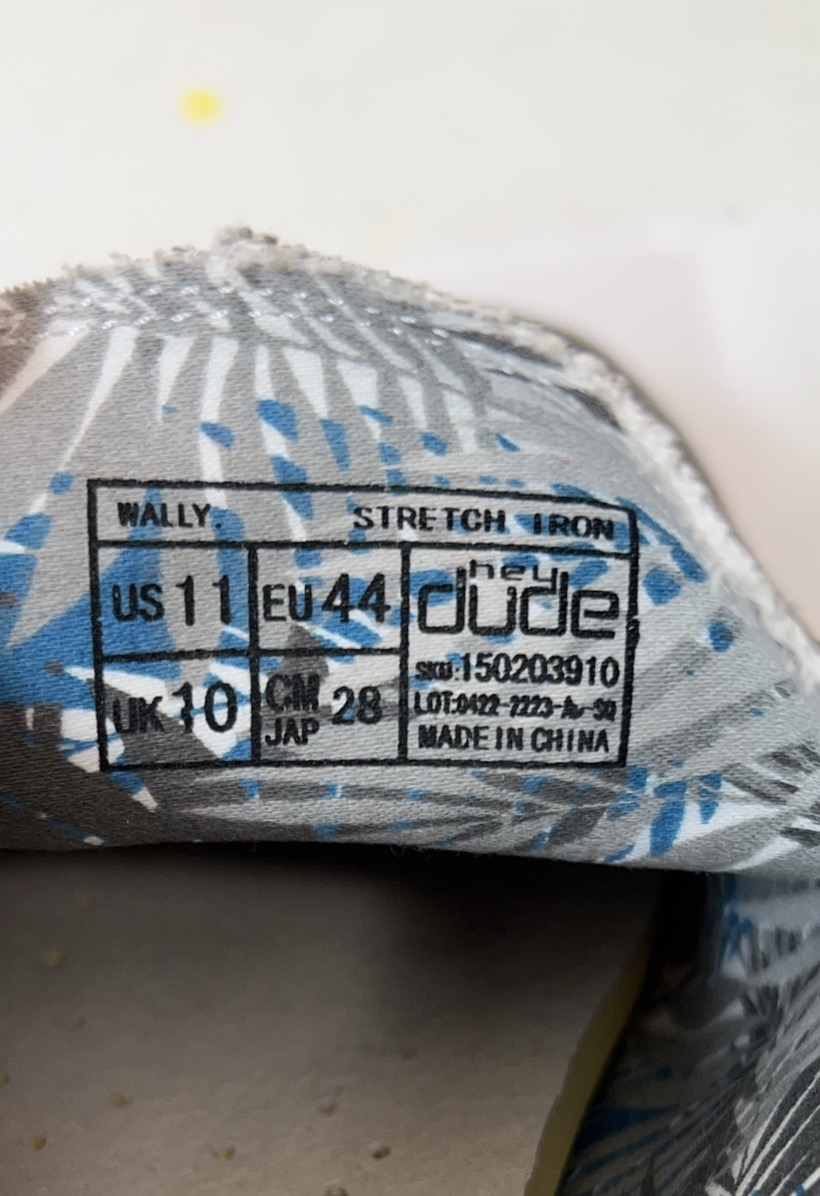 WALLY. STRETCH IRON
US 11 EU 44
hey
dude
UK 10 CM
JAP 28
SKU:150203910
LOT:0422-2223-A-SQ
MADE IN CHINA